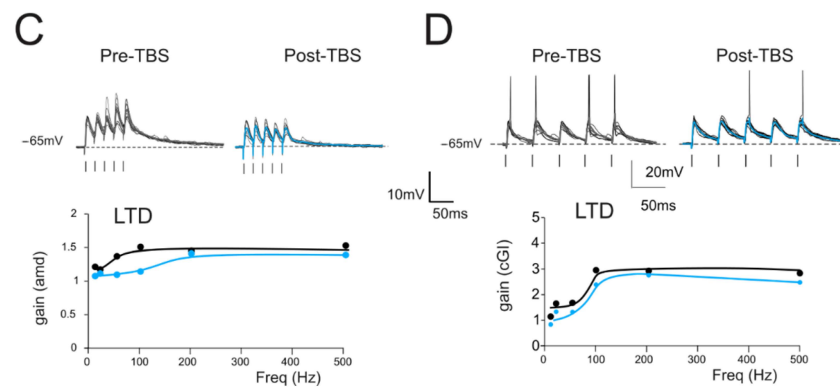 C
Pre-TBS
Post-TBS
−65mV
10mV
50ms
LTD
2
1.5
1
0.5
0
gain (amd)
0
100
200
300
400
500
Freq (Hz)
D
Pre-TBS
Post-TBS
−65mV
20mV
50ms
LTD
5
4
3
2
1
0
gain (cGI)
0
100
200
300
400
500
Freq (Hz)